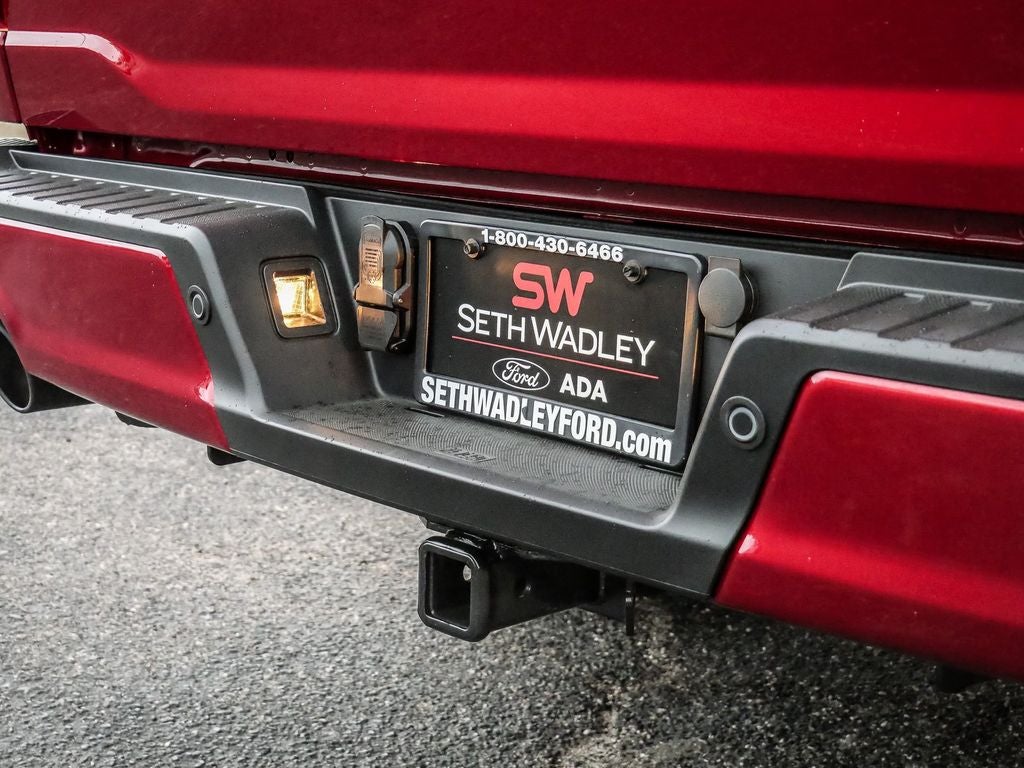 1-800-430-6466
SW
SETH WADLEY
Ford ADA
SETHWADLEYFORD.com